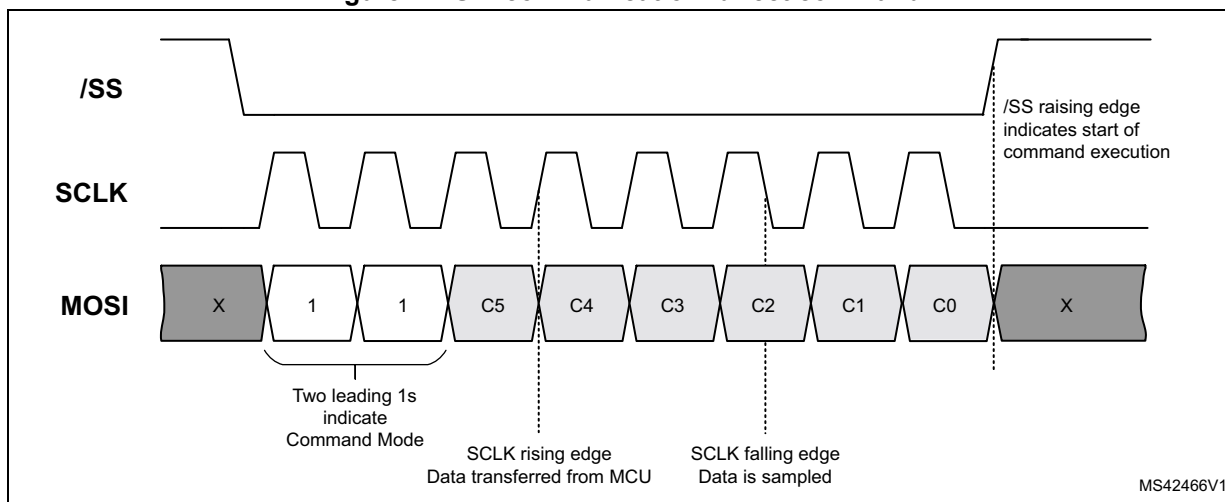 /SS
/SS raising edge
indicates start of
command execution
SCLK
MOSI
X 1 1 C5 C4 C3 C2 C1 C0 X
Two leading 1s
indicate
Command Mode
SCLK rising edge
Data transferred from MCU
SCLK falling edge
Data is sampled
MS42466V1